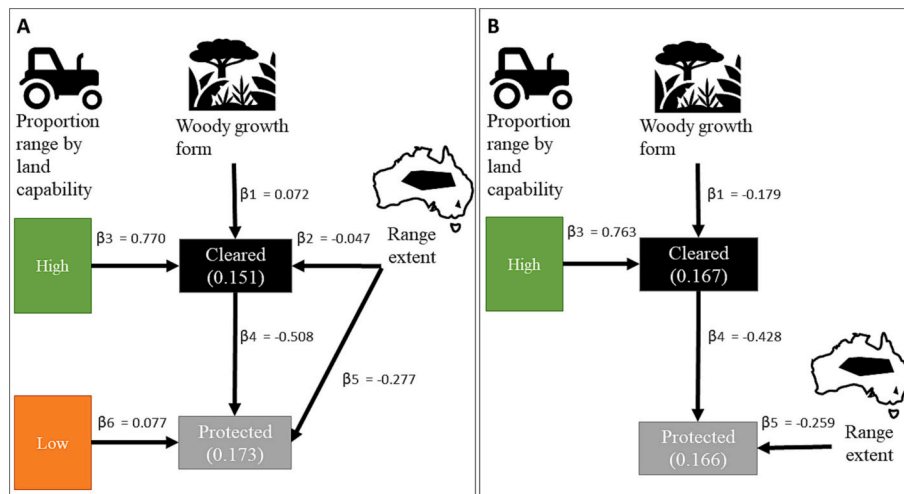 A
Proportion
range by
land
capability
Woody growth
form
β1 = 0.072
β3 = 0.770
β2 = -0.047
Range
extent
High
Cleared
(0.151)
β4 = -0.508
β5 = -0.277
β6 = 0.077
Low
Protected
(0.173)
B
Proportion
range by
land
capability
Woody growth
form
β1 = -0.179
β3 = 0.763
High
Cleared
(0.167)
β4 = -0.428
β5 = -0.259
Protected
(0.166)
Range
extent